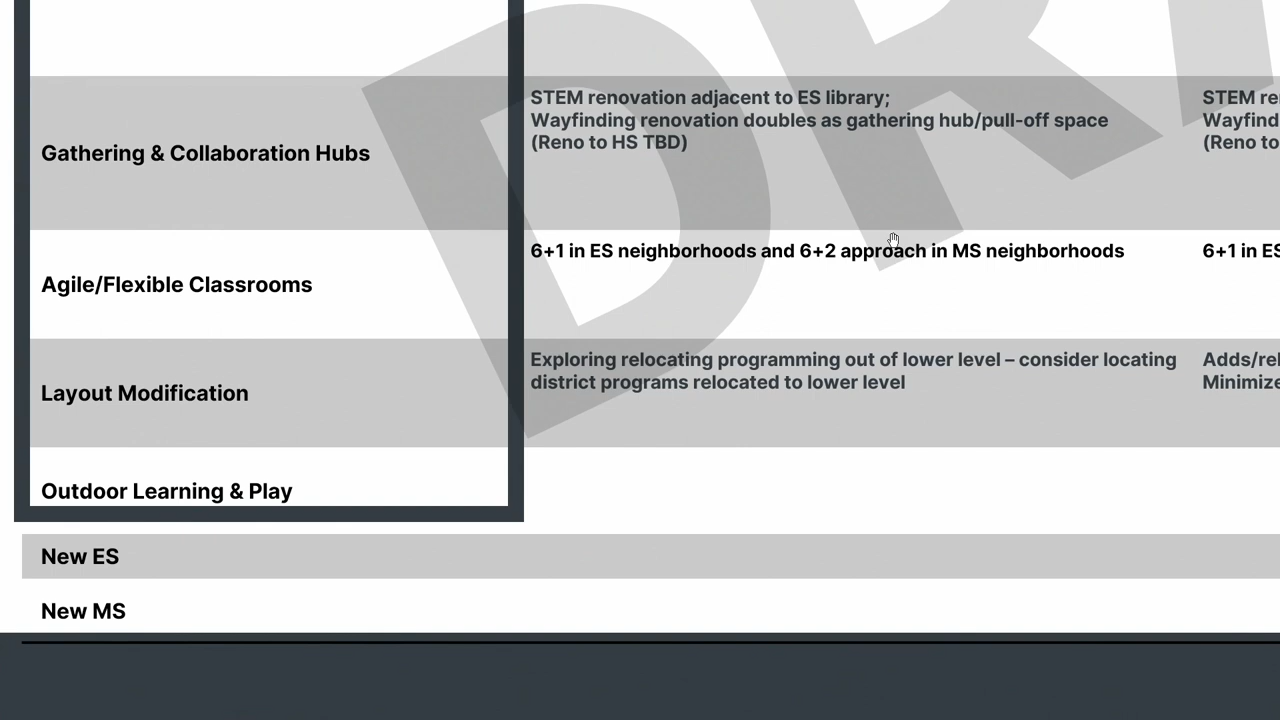 DRA
Gathering & Collaboration Hubs
STEM renovation adjacent to ES library;
Wayfinding renovation doubles as gathering hub/pull-off space
(Reno to HS TBD)
STEM re
Wayfind
(Reno to
Agile/Flexible Classrooms
6+1 in ES neighborhoods and 6+2 approach in MS neighborhoods
6+1 in ES
Layout Modification
Exploring relocating programming out of lower level – consider locating
district programs relocated to lower level
Adds/rel
Minimize
Outdoor Learning & Play
New ES
New MS